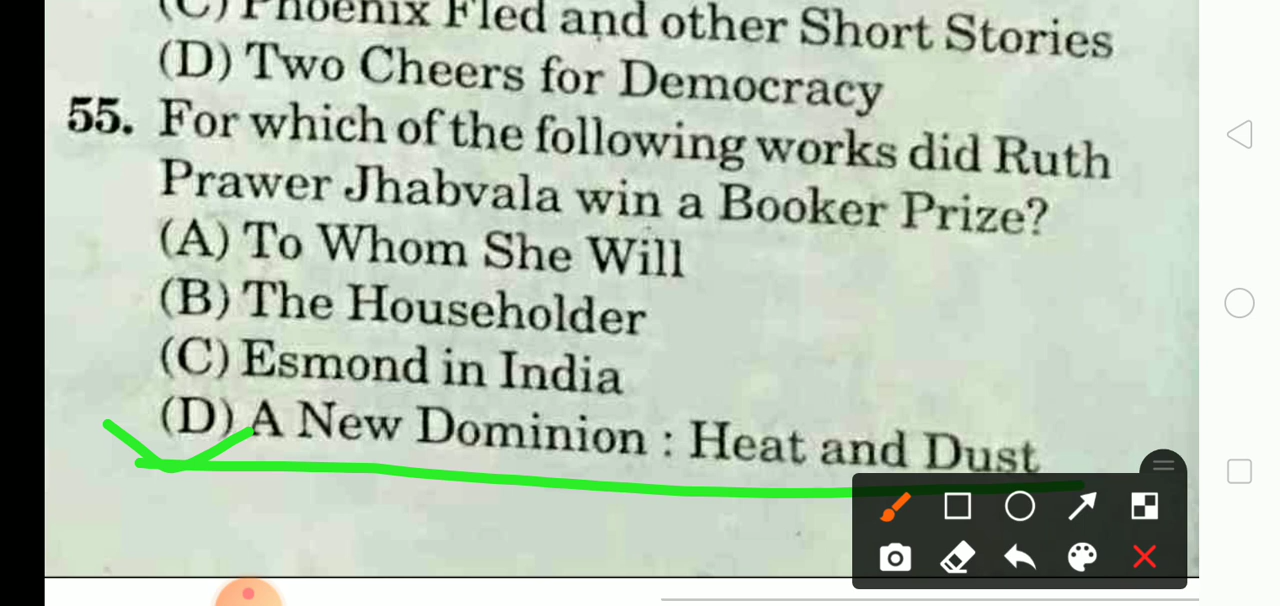 (C) Phoenix Fled and other Short Stories
(D) Two Cheers for Democracy
55. For which of the following works did Ruth
Prawer Jhabvala win a Booker Prize?
(A) To Whom She Will
(B) The Householder
(C) Esmond in India
(D) A New Dominion : Heat and Dust